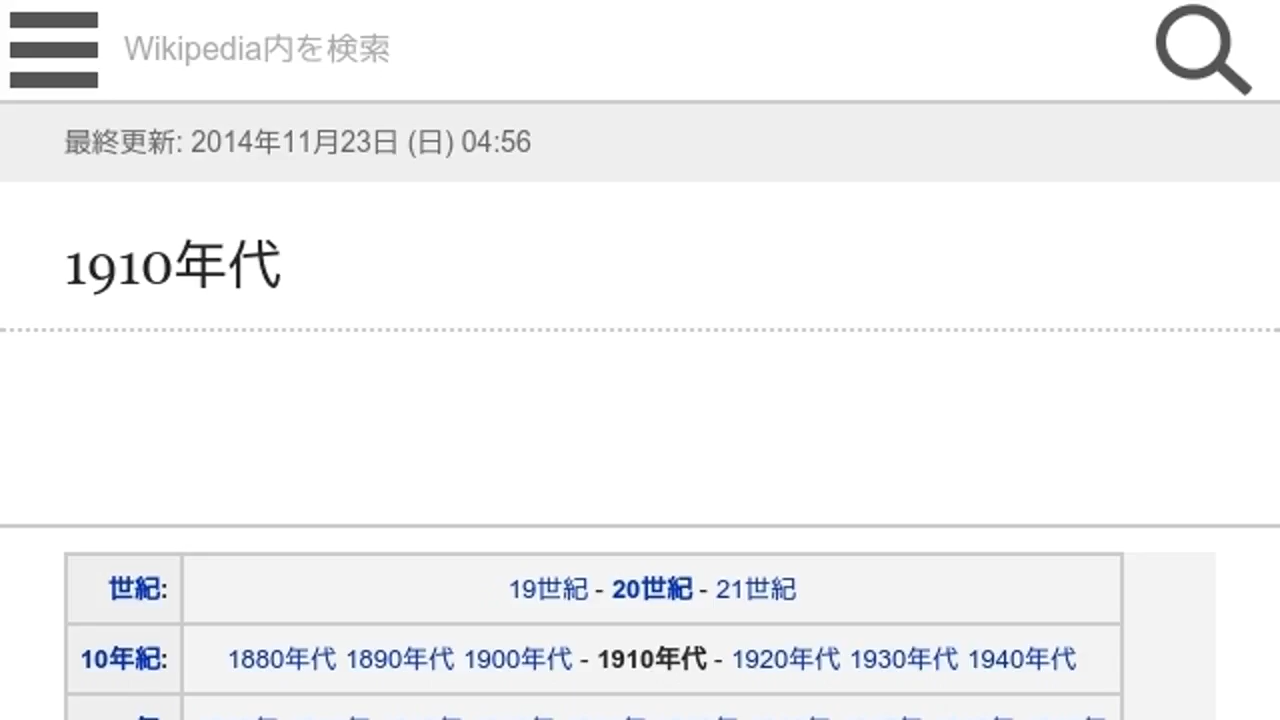 Wikipedia内を検索
最終更新: 2014年11月23日 (日) 04:56
1910年代
世紀: 19世紀 - 20世紀 - 21世紀
10年紀: 1880年代 1890年代 1900年代 - 1910年代 - 1920年代 1930年代 1940年代